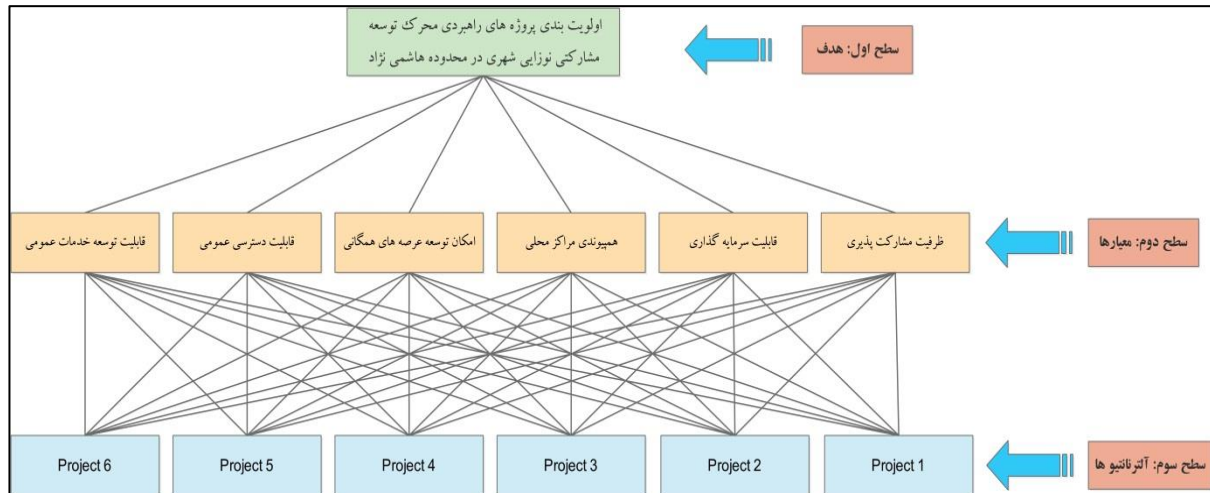 اولویت بندی پروژه های راهبردی محرک توسعه
مشارکتی نوزایی شهری در محدوده هاشمی نژاد
سطح اول: هدف
ظرفیت مشارکت پذیری
قابلیت سرمایه گذاری
همپیوندی مراکز محلی
امکان توسعه عرصه های همگانی
قابلیت دسترسی عمومی
قابلیت توسعه خدمات عمومی
سطح دوم: معیارها
Project 6
Project 5
Project 4
Project 3
Project 2
Project 1
سطح سوم: آلترناتیو ها